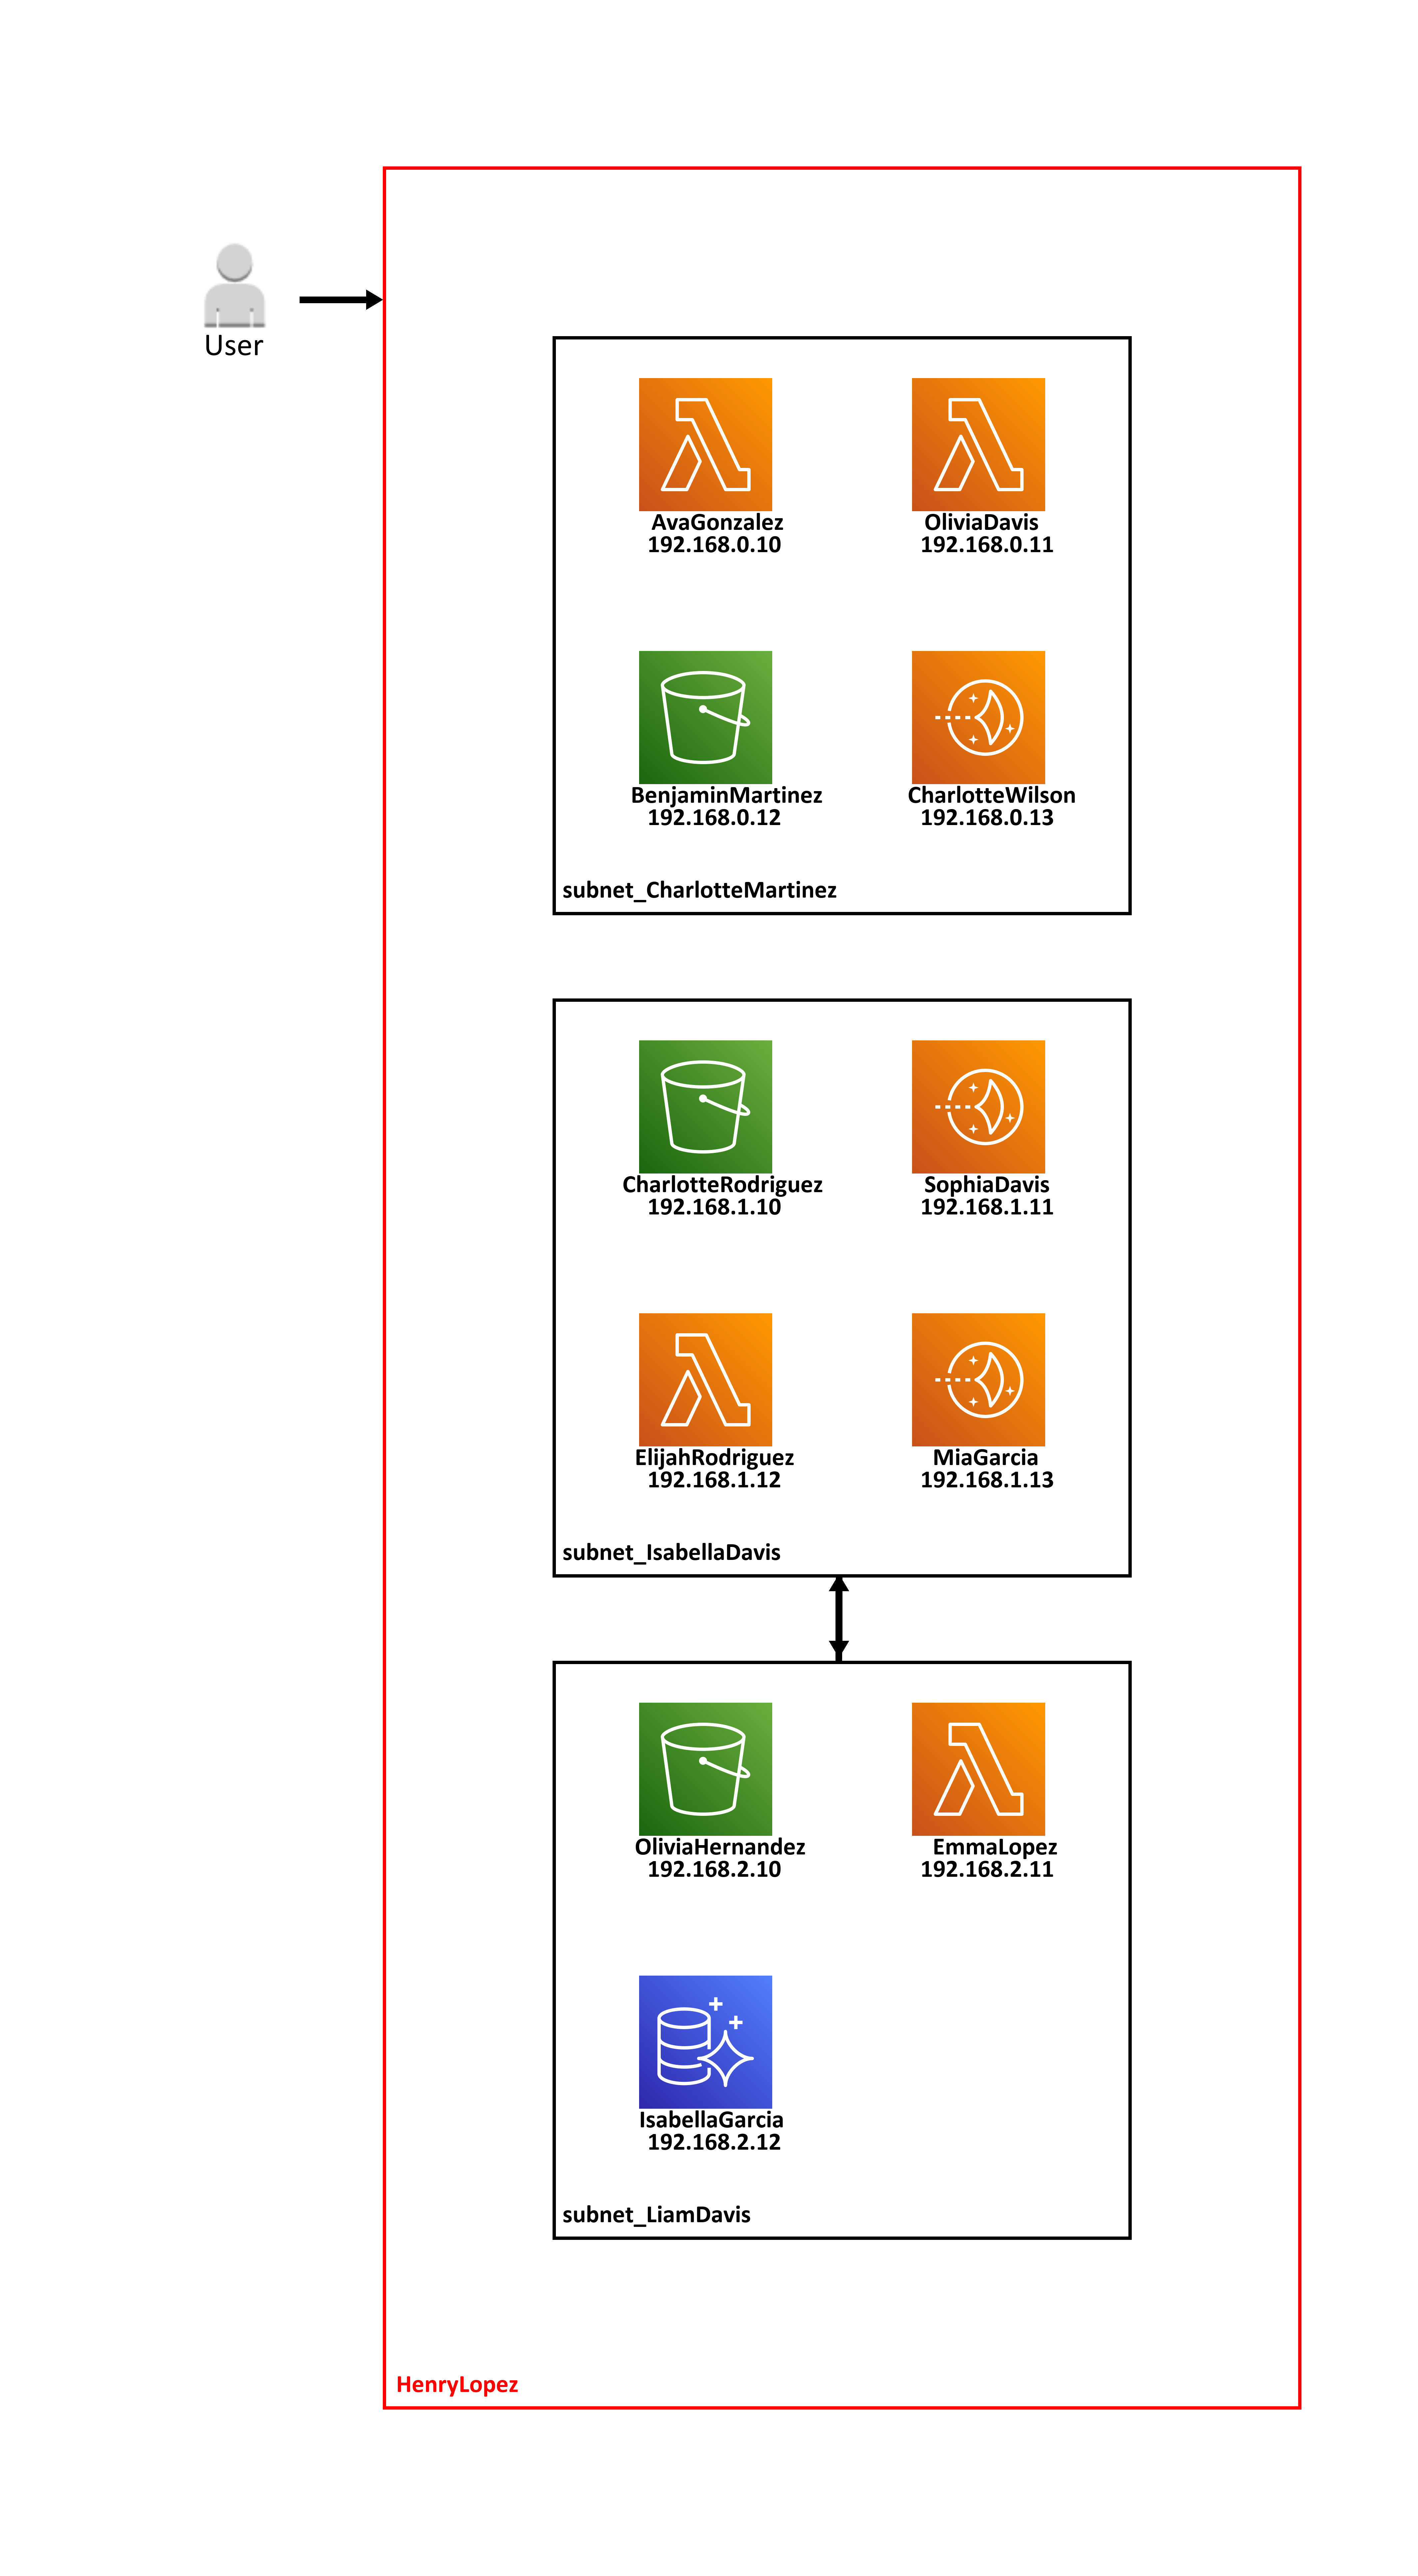 User
AvaGonzalez
192.168.0.10
OliviaDavis
192.168.0.11
BenjaminMartinez
192.168.0.12
CharlotteWilson
192.168.0.13
subnet_CharlotteMartinez
CharlotteRodriguez
192.168.1.10
SophiaDavis
192.168.1.11
ElijahRodriguez
192.168.1.12
MiaGarcia
192.168.1.13
subnet_IsabellaDavis
OliviaHernandez
192.168.2.10
EmmaLopez
192.168.2.11
IsabellaGarcia
192.168.2.12
subnet_LiamDavis
HenryLopez